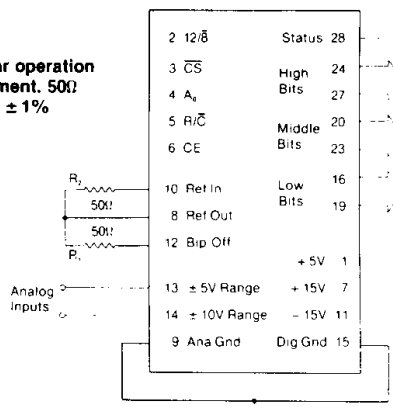 ar operation
ment. 50Ω
± 1%
2 12/8̅ Status 28
3 C̅S̅ High Bits 24
4 A₀ 27
5 R/C̅ Middle Bits 20
6 CE 23
R₂
50Ω
10 Ref In Low Bits 16
8 Ref Out 19
50Ω
12 Bip Off
+5V 1
Analog Inputs
13 ± 5V Range +15V 7
14 ± 10V Range −15V 11
9 Ana Gnd Dig Gnd 15